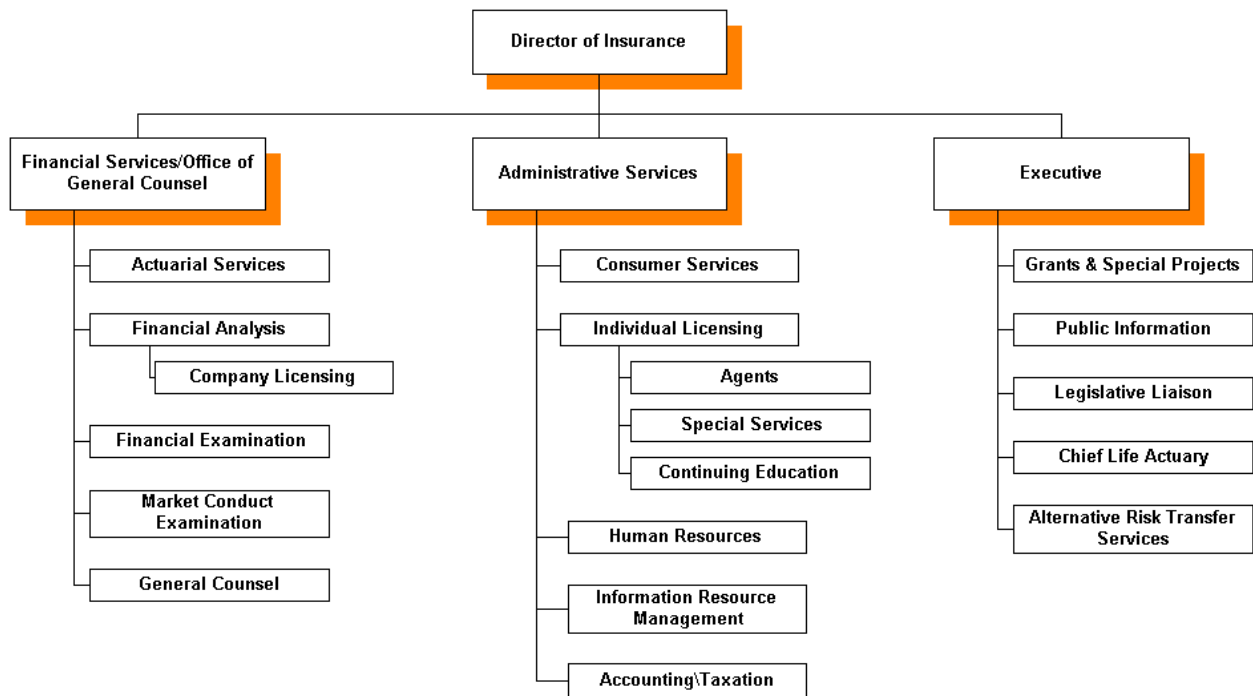 Director of Insurance
Financial Services/Office of
General Counsel
Administrative Services
Executive
Actuarial Services
Financial Analysis
Company Licensing
Financial Examination
Market Conduct
Examination
General Counsel
Consumer Services
Individual Licensing
Agents
Special Services
Continuing Education
Human Resources
Information Resource
Management
Accounting\Taxation
Grants & Special Projects
Public Information
Legislative Liaison
Chief Life Actuary
Alternative Risk Transfer
Services